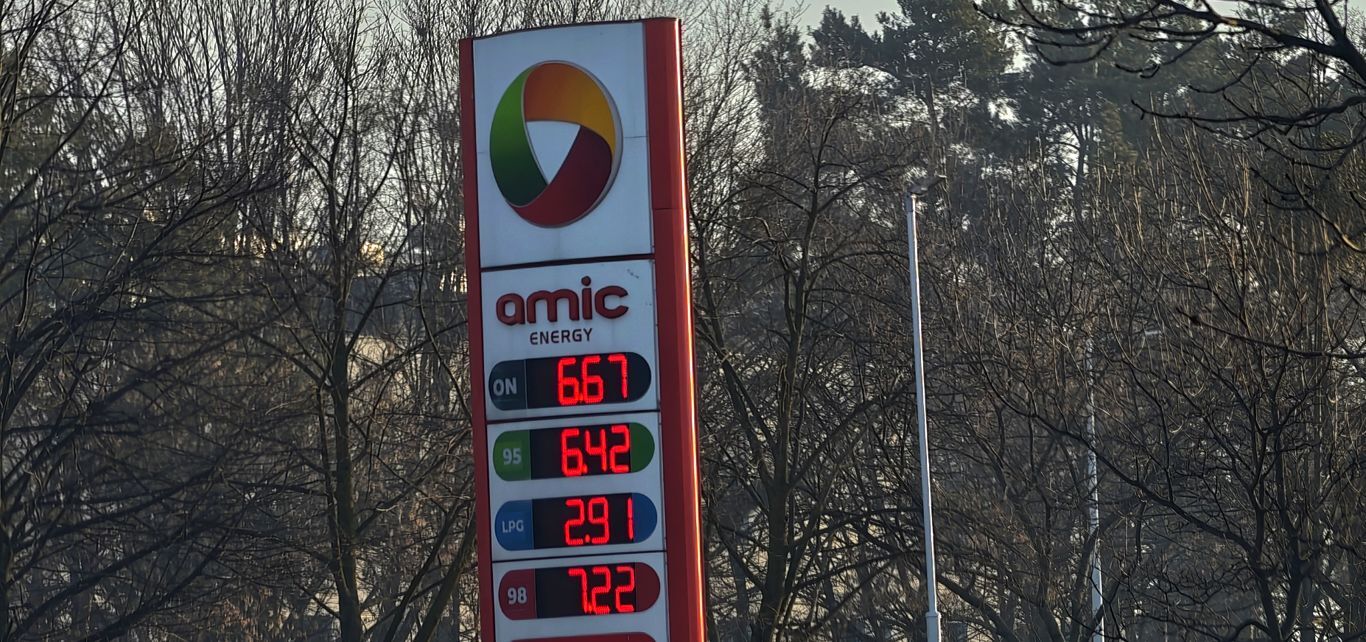 amic
ENERGY
ON 6.67
95 6.42
LPG 2.91
98 7.22